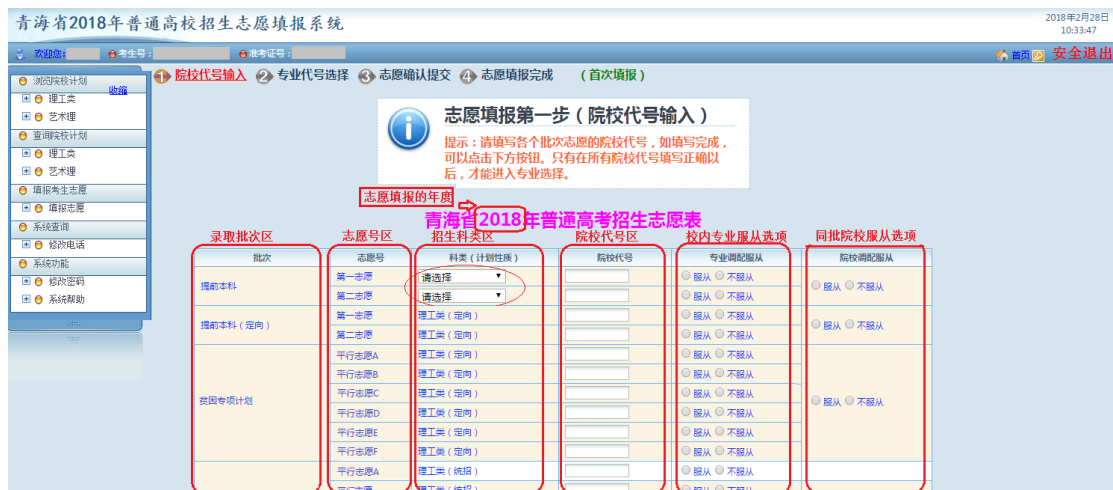 青海省2018年普通高校招生志愿填报系统
2018年2月28日
10:33:47
欢迎您: 考生号: 准考证号:
首页 安全退出
浏览院校计划
收缩
理工类
艺术理
查询院校计划
理工类
艺术理
填报考生志愿
填报志愿
系统查询
修改电话
系统功能
修改密码
系统帮助
1 院校代号输入 2 专业代号选择 3 志愿确认提交 4 志愿填报完成 (首次填报)
志愿填报第一步(院校代号输入)
提示:请填写各个批次志愿的院校代号,如填写完成,
可以点击下方按钮。只有在所有院校代号填写正确以
后,才能进入专业选择。
志愿填报的年度
青海省2018年普通高考招生志愿表
录取批次区 志愿号区 招生科类区 院校代号区 校内专业服从选项 同批院校服从选项
批次 志愿号 科类(计划性质) 院校代号 专业调配服从 院校调配服从
提前本科 第一志愿 请选择 服从 不服从 服从 不服从
第二志愿 请选择 服从 不服从
提前本科(定向) 第一志愿 理工类(定向) 服从 不服从 服从 不服从
第二志愿 理工类(定向) 服从 不服从
贫困专项计划 平行志愿A 理工类(定向) 服从 不服从 服从 不服从
平行志愿B 理工类(定向) 服从 不服从
平行志愿C 理工类(定向) 服从 不服从
平行志愿D 理工类(定向) 服从 不服从
平行志愿E 理工类(定向) 服从 不服从
平行志愿F 理工类(定向) 服从 不服从
平行志愿A 理工类(统招) 服从 不服从